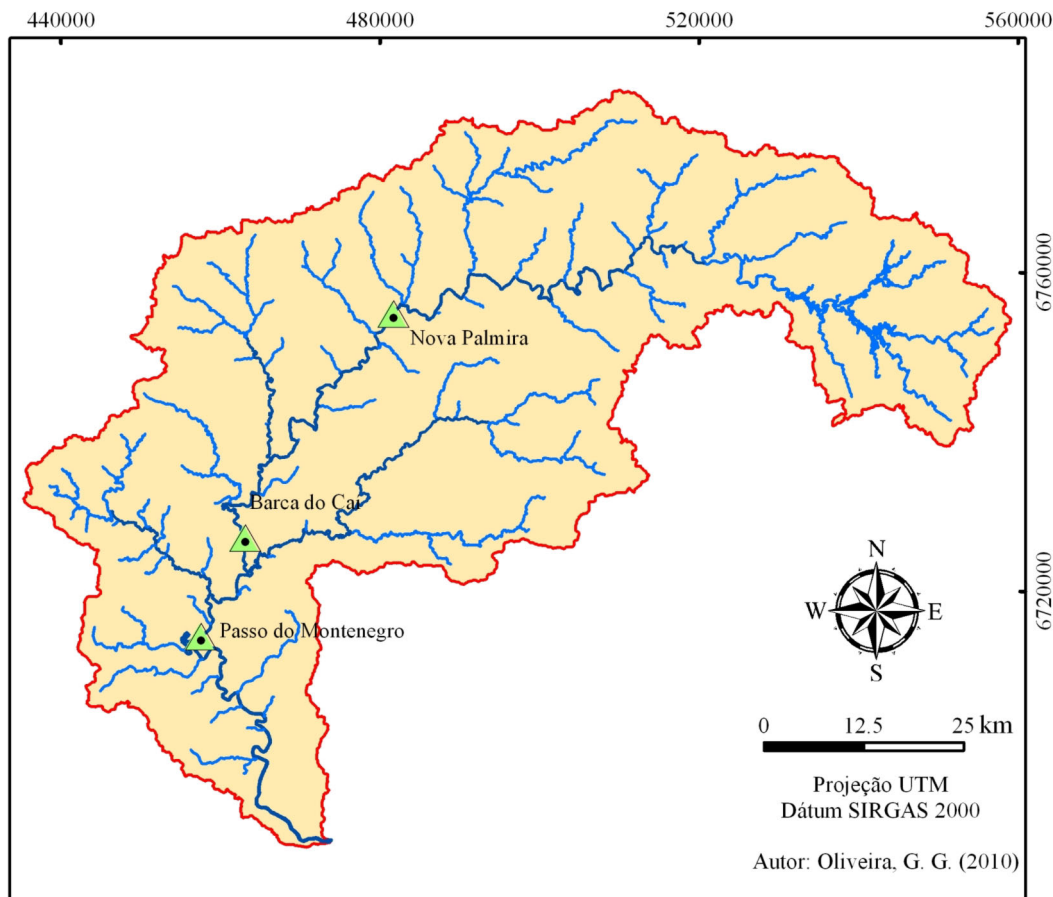 440000 480000 520000 560000
6760000
Nova Palmira
Barca do Caí
6720000
Passo do Montenegro
N
W E
S
0 12.5 25 km
Projeção UTM
Dátum SIRGAS 2000
Autor: Oliveira, G. G. (2010)